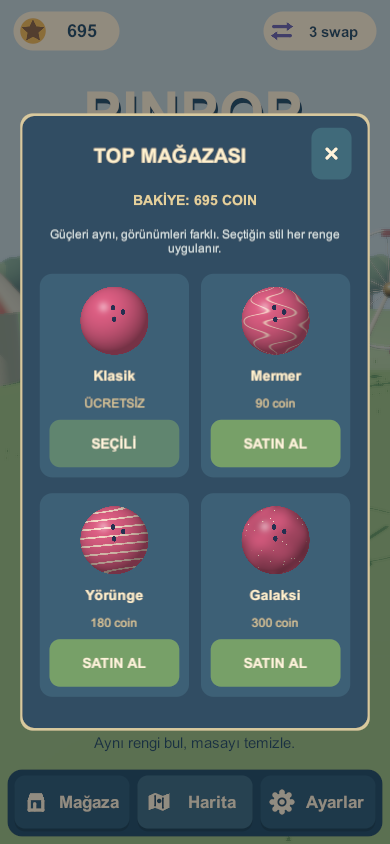 695
3 swap
PINPOP
TOP MAĞAZASI
×
BAKİYE: 695 COIN
Güçleri aynı, görünümleri farklı. Seçtiğin stil her renge
uygulanır.
Klasik
Mermer
ÜCRETSİZ
90 coin
SEÇİLİ
SATIN AL
Yörünge
Galaksi
180 coin
300 coin
SATIN AL
SATIN AL
Aynı rengi bul, masayı temizle.
Mağaza
Harita
Ayarlar